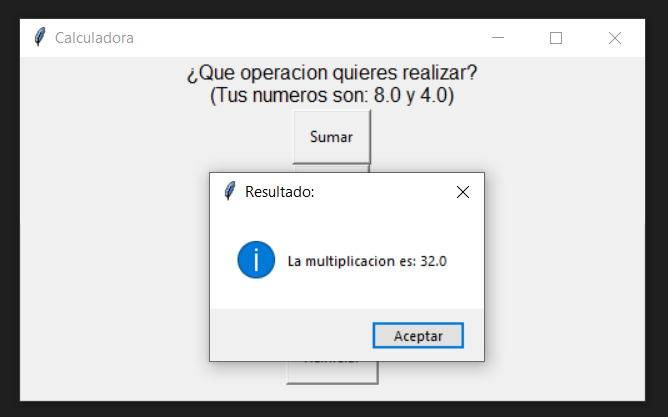 Calculadora
¿Que operacion quieres realizar?
(Tus numeros son: 8.0 y 4.0)
Sumar
Resultado:
La multiplicacion es: 32.0
Aceptar